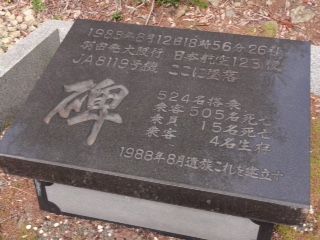 1985年8月12日18時56分26秒
羽田発大阪行 日本航空123便
JA8119号機 ここに墜落
碑
524名搭乗
乗客505名死亡
乗員 15名死亡
乗客 4名生存
1988年8月遺族これを建立す